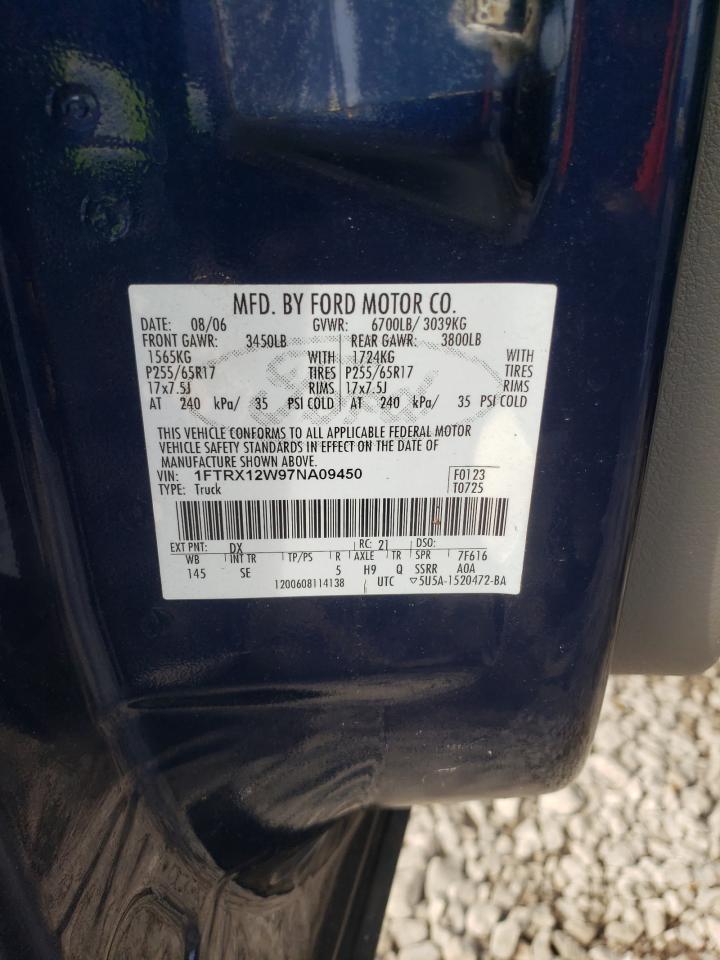 MFD. BY FORD MOTOR CO.
DATE: 08/06 GVWR: 6700LB/ 3039KG
FRONT GAWR: 3450LB REAR GAWR: 3800LB
1565KG WITH 1724KG WITH
P255/65R17 TIRES P255/65R17 TIRES
17x7.5J RIMS 17x7.5J RIMS
AT 240 kPa/ 35 PSI COLD AT 240 kPa/ 35 PSI COLD
THIS VEHICLE CONFORMS TO ALL APPLICABLE FEDERAL MOTOR
VEHICLE SAFETY STANDARDS IN EFFECT ON THE DATE OF
MANUFACTURE SHOWN ABOVE.
VIN: 1FTRX12W97NA09450 F0123
TYPE: Truck T0725
EXT PNT: DX RC: 21 DSO:
WB INT TR TP/PS R AXLE TR SPR 7F616
145 SE 5 H9 Q SSRR A0A
1200608114138 UTC ▽5U5A-1520472-BA